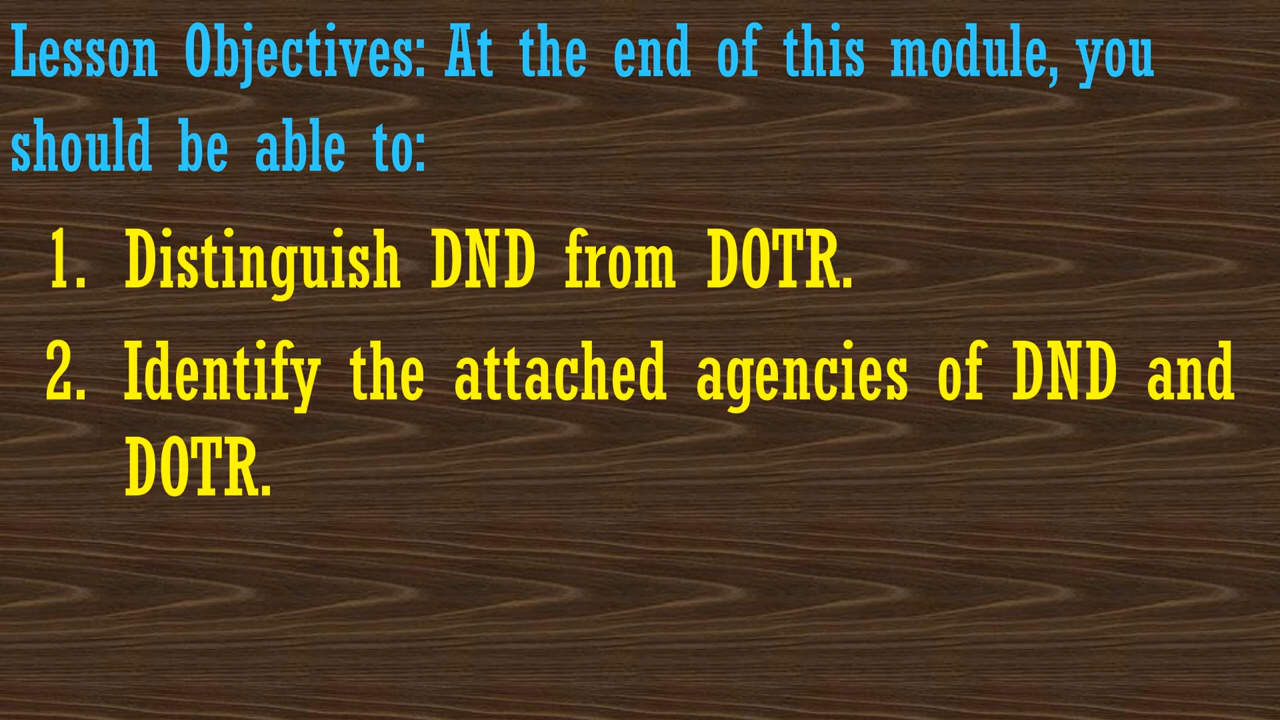 Lesson Objectives: At the end of this module, you
should be able to:
1. Distinguish DND from DOTR.
2. Identify the attached agencies of DND and
DOTR.